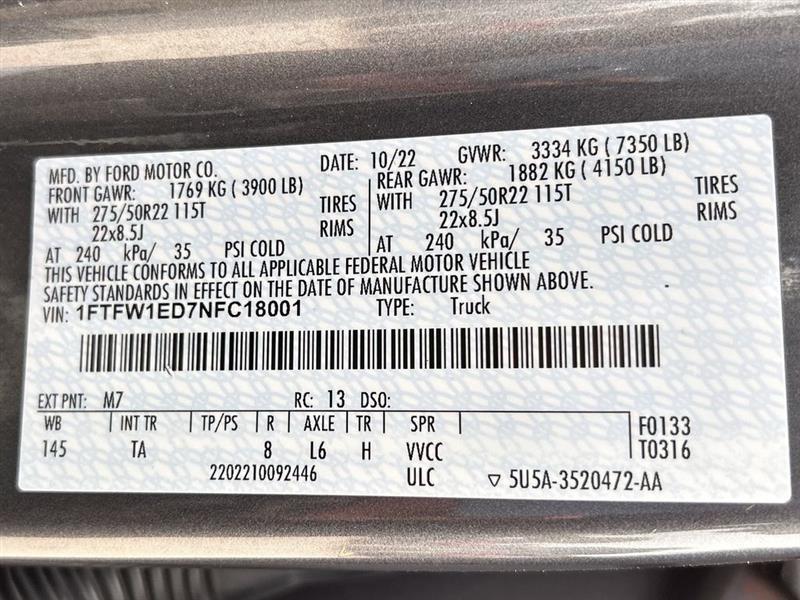 MFD. BY FORD MOTOR CO. DATE: 10/22 GVWR: 3334 KG ( 7350 LB)
FRONT GAWR: 1769 KG ( 3900 LB) REAR GAWR: 1882 KG ( 4150 LB)
WITH 275/50R22 115T TIRES WITH 275/50R22 115T TIRES
22x8.5J RIMS 22x8.5J RIMS
AT 240 kPa/ 35 PSI COLD AT 240 kPa/ 35 PSI COLD
THIS VEHICLE CONFORMS TO ALL APPLICABLE FEDERAL MOTOR VEHICLE
SAFETY STANDARDS IN EFFECT ON THE DATE OF MANUFACTURE SHOWN ABOVE.
VIN: 1FTFW1ED7NFC18001 TYPE: Truck
EXT PNT: M7 RC: 13 DSO:
WB INT TR TP/PS R AXLE TR SPR F0133
145 TA 8 L6 H VVCC T0316
2202210092446 ULC ▽ 5U5A-3520472-AA